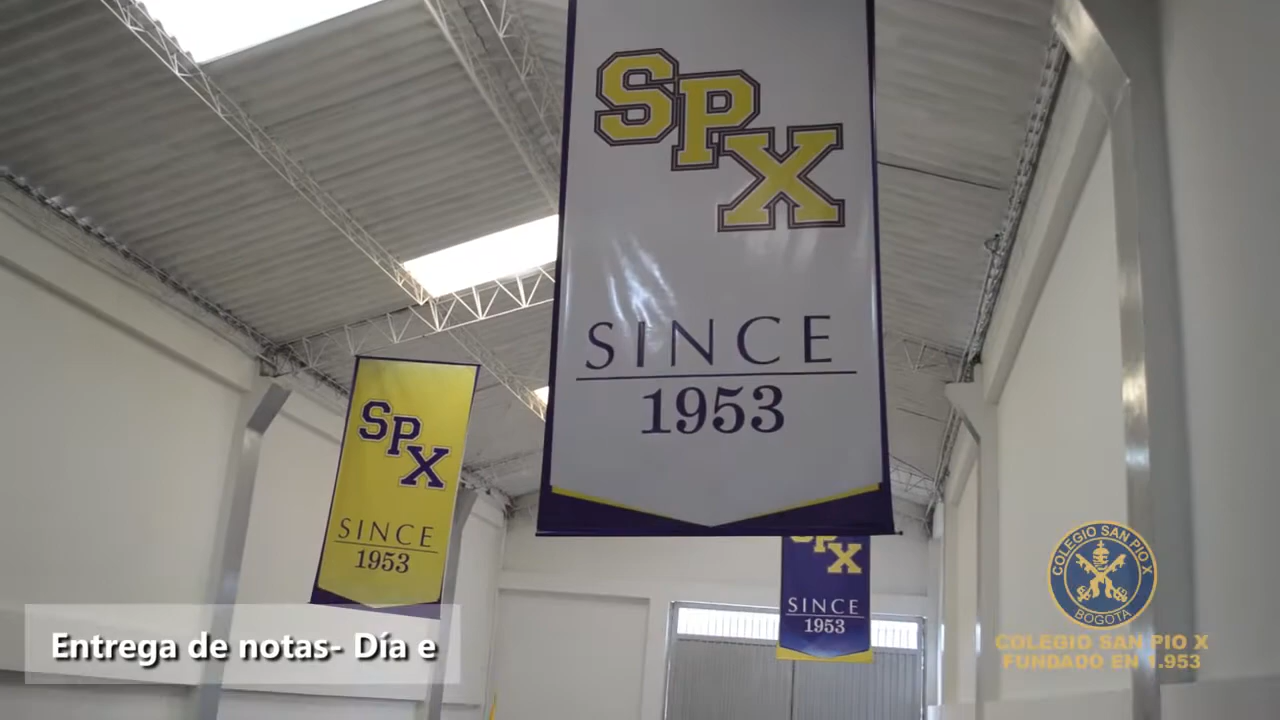 SPX
SINCE
1953
SPX
SINCE
1953
SPX
SINCE
1953
COLEGIO SAN PIO X
BOGOTA
COLEGIO SAN PIO X
FUNDADO EN 1.953
Entrega de notas- Día e